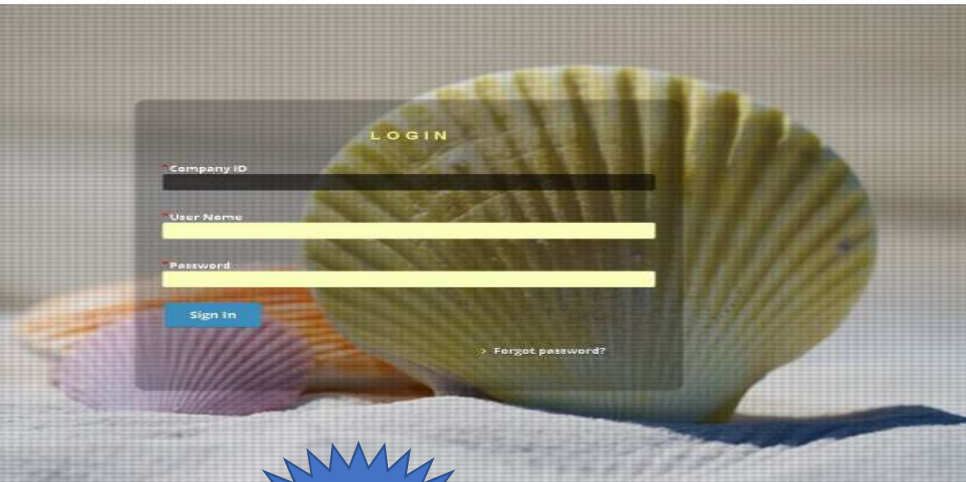 LOGIN
*Company ID
*User Name
*Password
Sign In
> Forgot password?